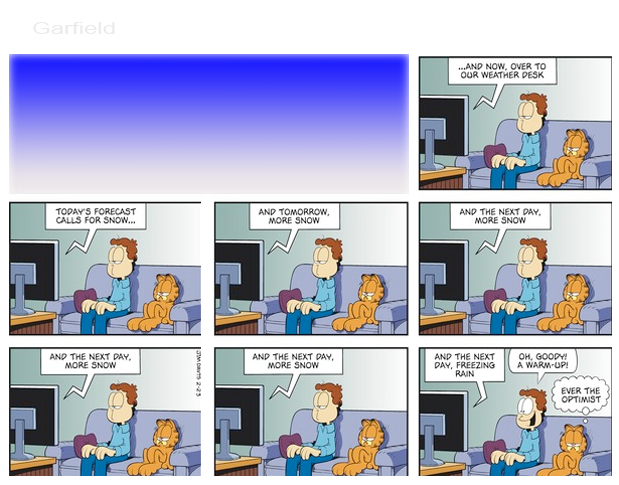 Garfield
...AND NOW, OVER TO
OUR WEATHER DESK
TODAY'S FORECAST
CALLS FOR SNOW...
AND TOMORROW,
MORE SNOW
AND THE NEXT DAY,
MORE SNOW
AND THE NEXT DAY,
MORE SNOW
JIM DAVIS 2-23
AND THE NEXT DAY,
MORE SNOW
AND THE NEXT
DAY, FREEZING
RAIN
OH, GOODY!
A WARM-UP!
EVER THE
OPTIMIST